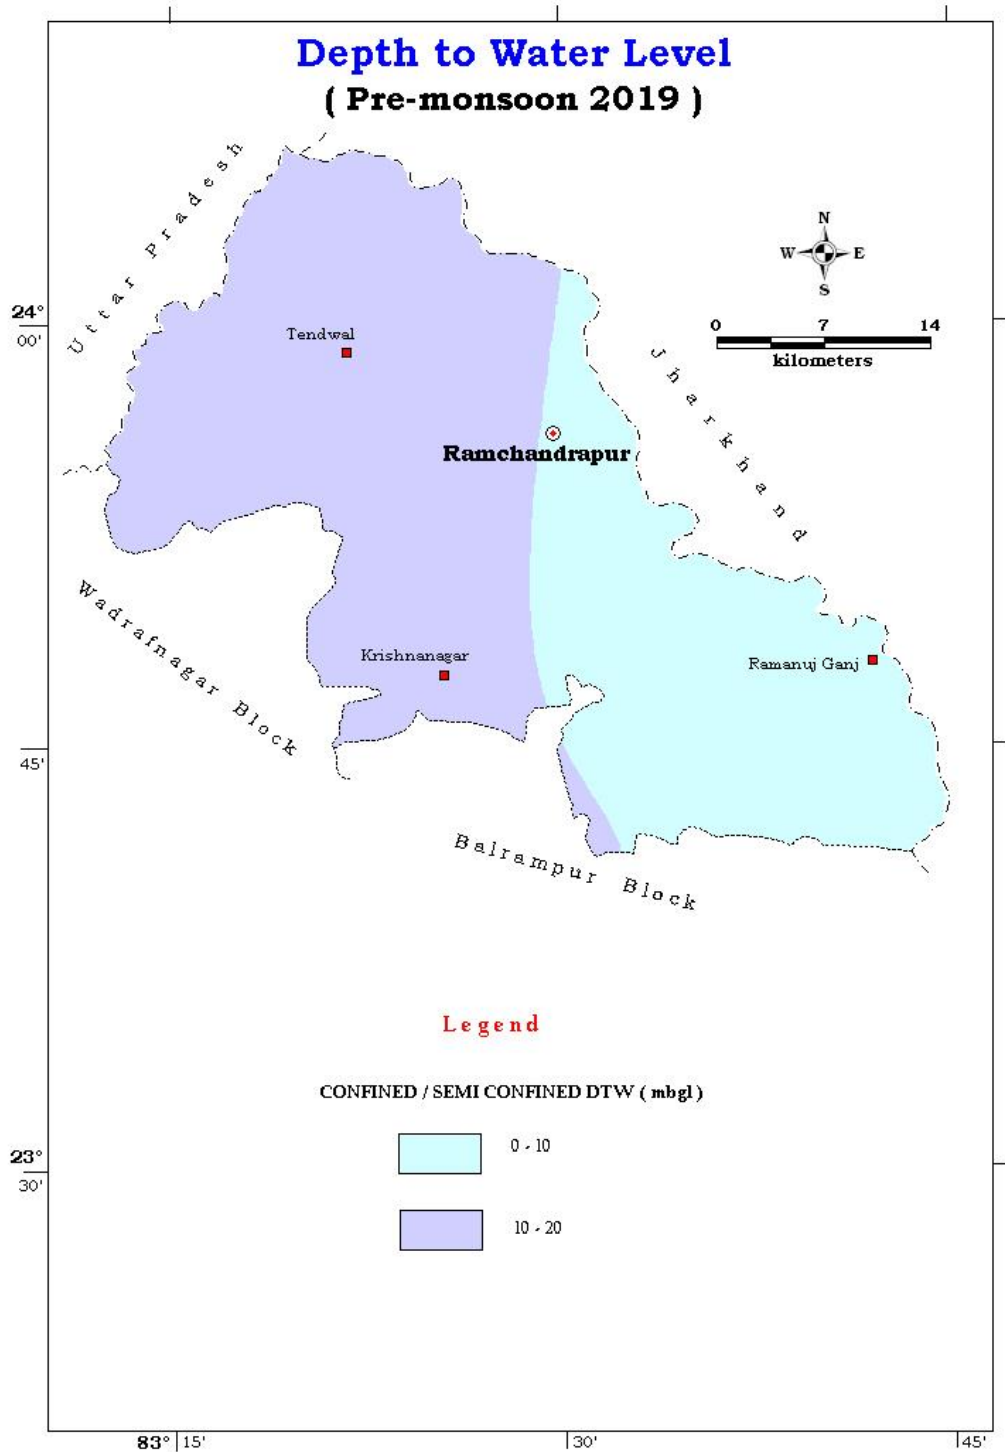 Depth to Water Level
( Pre-monsoon 2019 )
Uttar Pradesh
N
W E
S
24°
00'
Tendwal
0 7 14
kilometers
Jharkhand
Ramchandrapur
Wadrafnagar Block
Krishnanagar
Ramanuj Ganj
45'
Balrampur Block
Legend
CONFINED / SEMI CONFINED DTW ( mbgl )
0 - 10
23°
30'
10 - 20
83° 15' 30' 45'